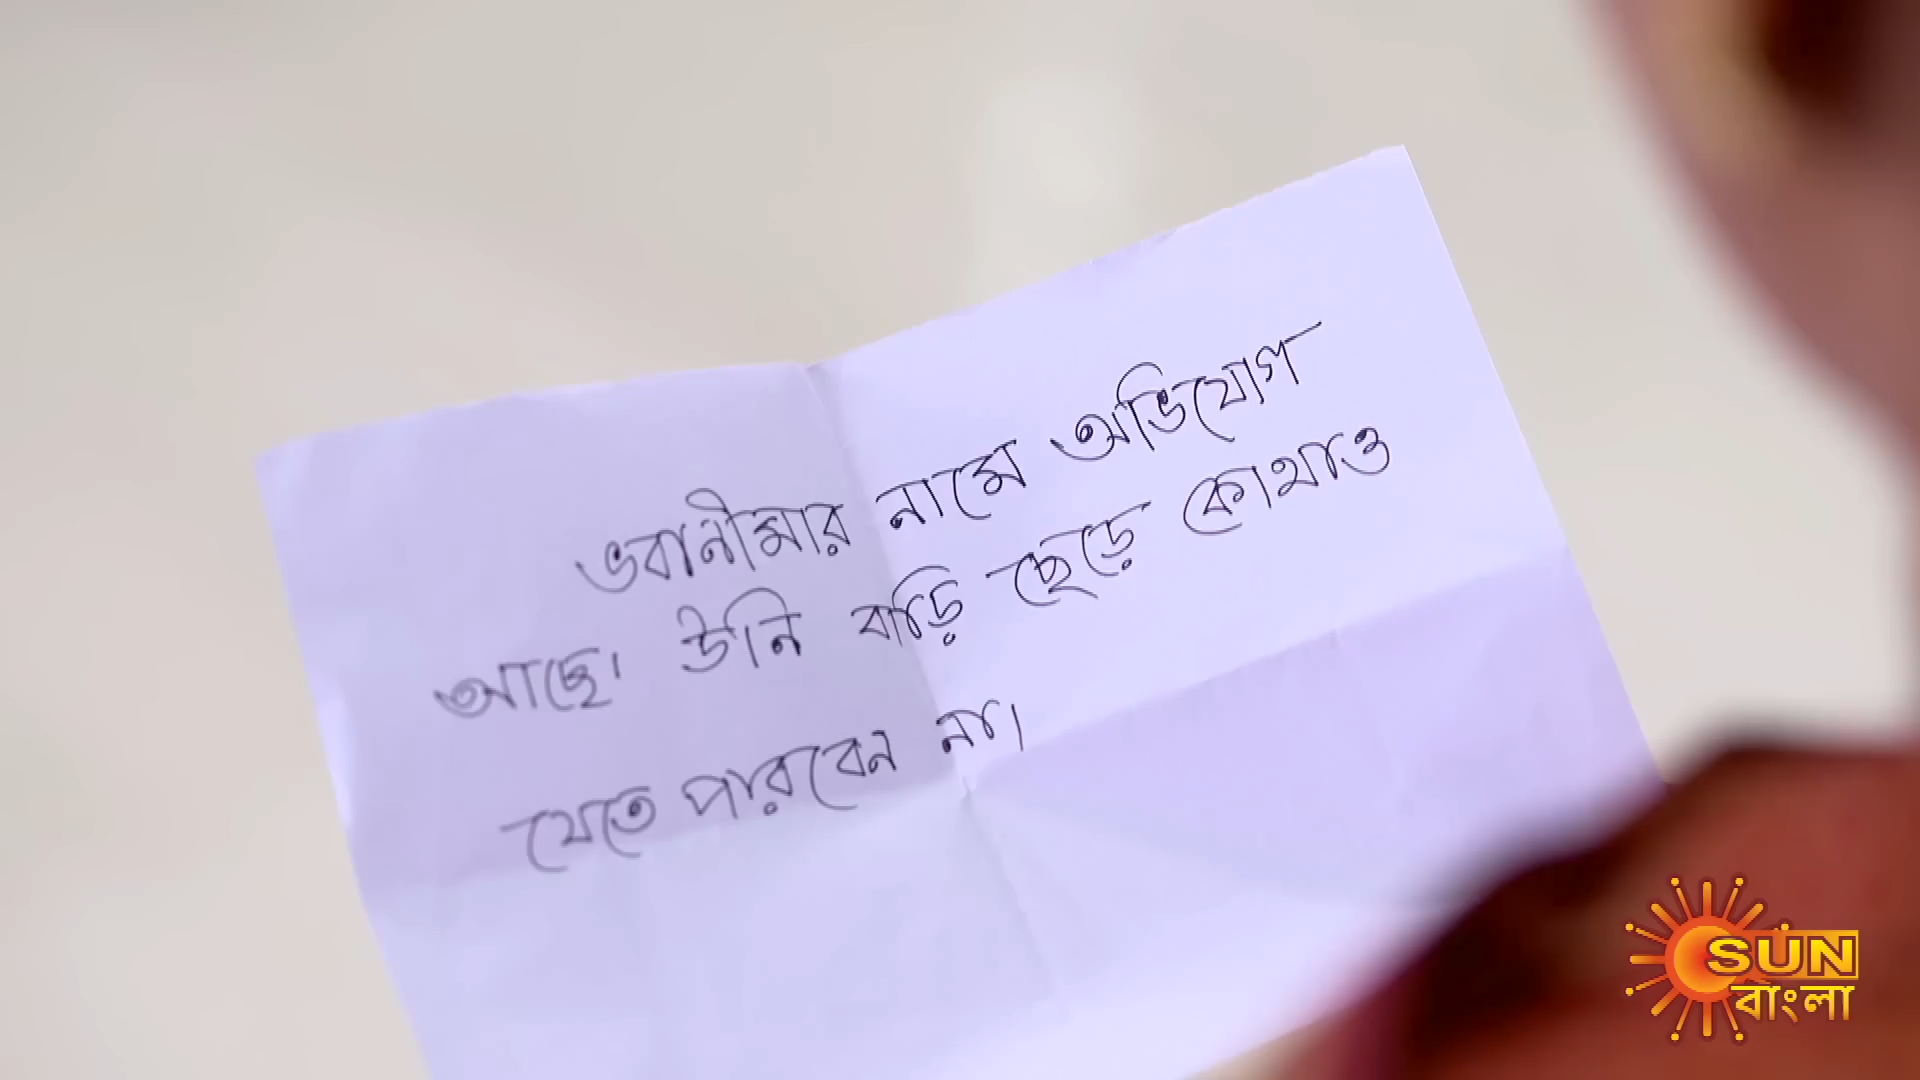 ভবানীমার নামে অভিযোগ
আছে। উনি বাড়ি ছেড়ে কোথাও
যেতে পারবেন না।
SUN
বাংলা